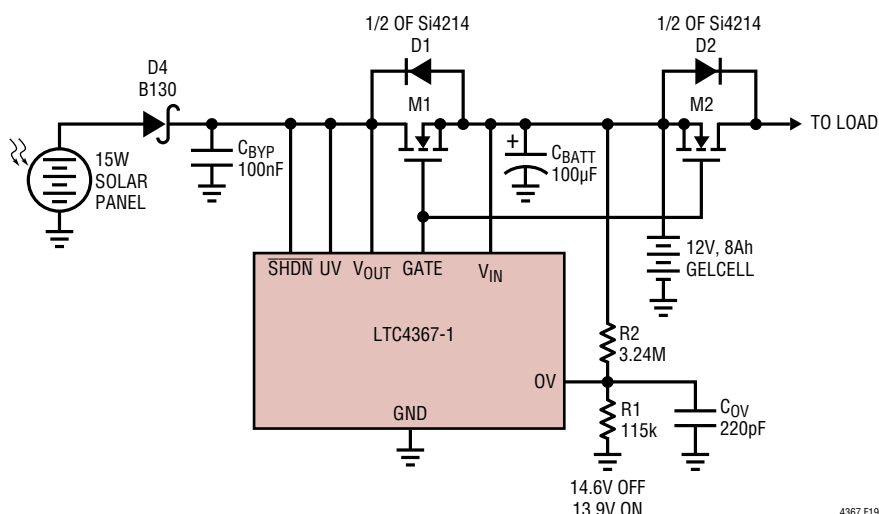 1/2 OF Si4214
D1
1/2 OF Si4214
D2
D4
B130
M1
M2
TO LOAD
+
CBYP
100nF
CBATT
100µF
15W
SOLAR
PANEL
12V, 8Ah
GELCELL
SHDN UV VOUT GATE VIN
LTC4367-1
R2
3.24M
OV
GND
R1
115k
COV
220pF
14.6V OFF
13.9V ON
4367 F19